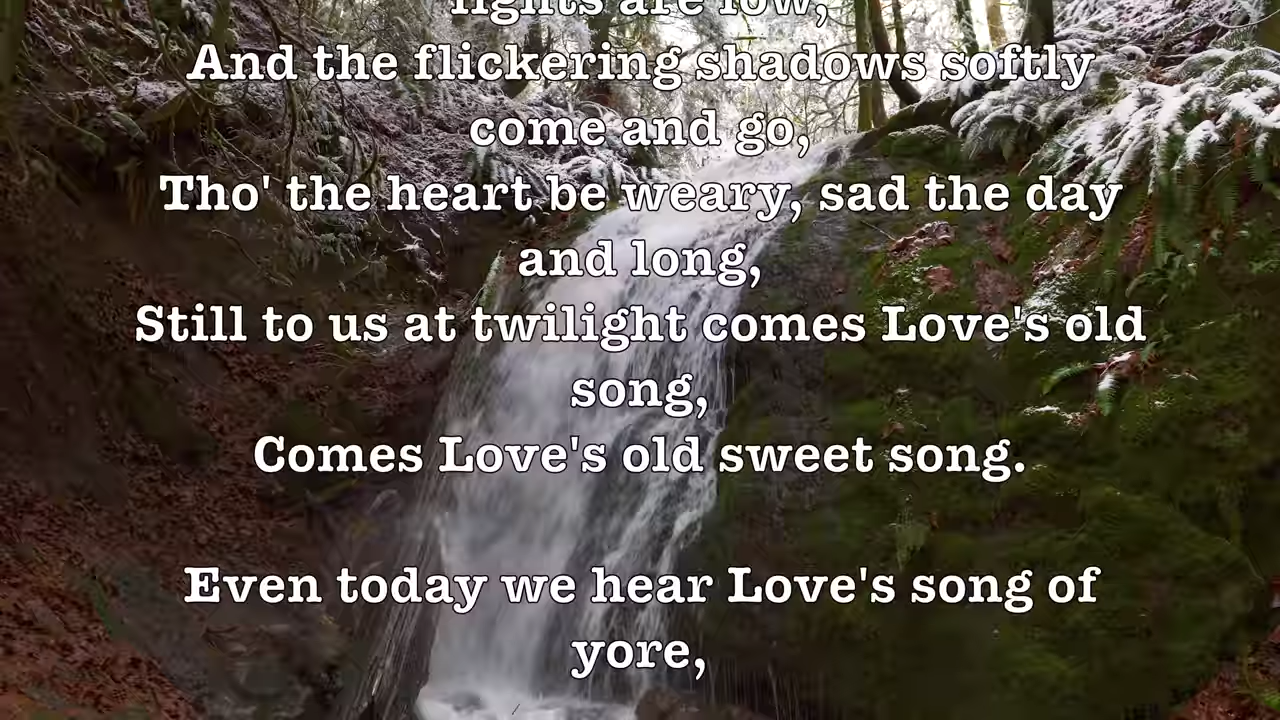 lights are low,
And the flickering shadows softly
come and go,
Tho' the heart be weary, sad the day
and long,
Still to us at twilight comes Love's old
song,
Comes Love's old sweet song.
Even today we hear Love's song of
yore,